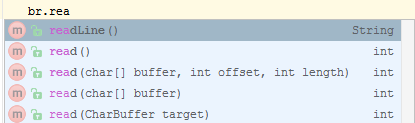 br.rea
m readLine() String
m read() int
m read(char[] buffer, int offset, int length) int
m read(char[] buffer) int
m read(CharBuffer target) int